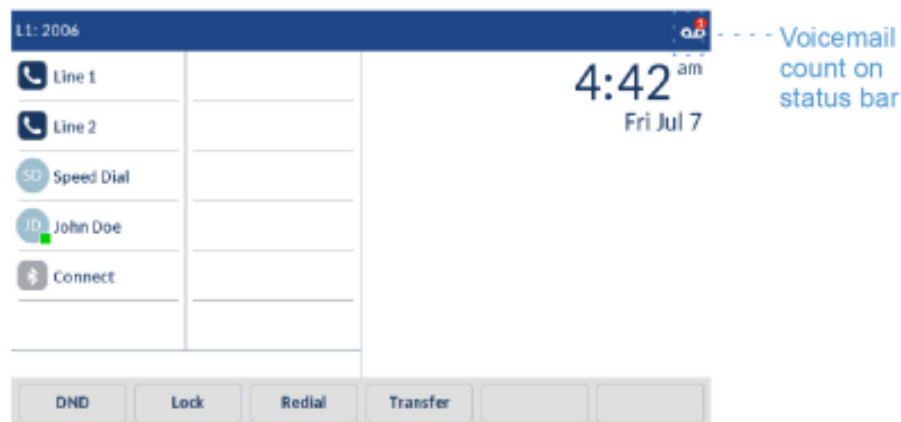 L1: 2006
1
Voicemail
count on
status bar
Line 1
4:42 am
Fri Jul 7
Line 2
SD Speed Dial
JD John Doe
Connect
DND Lock Redial Transfer